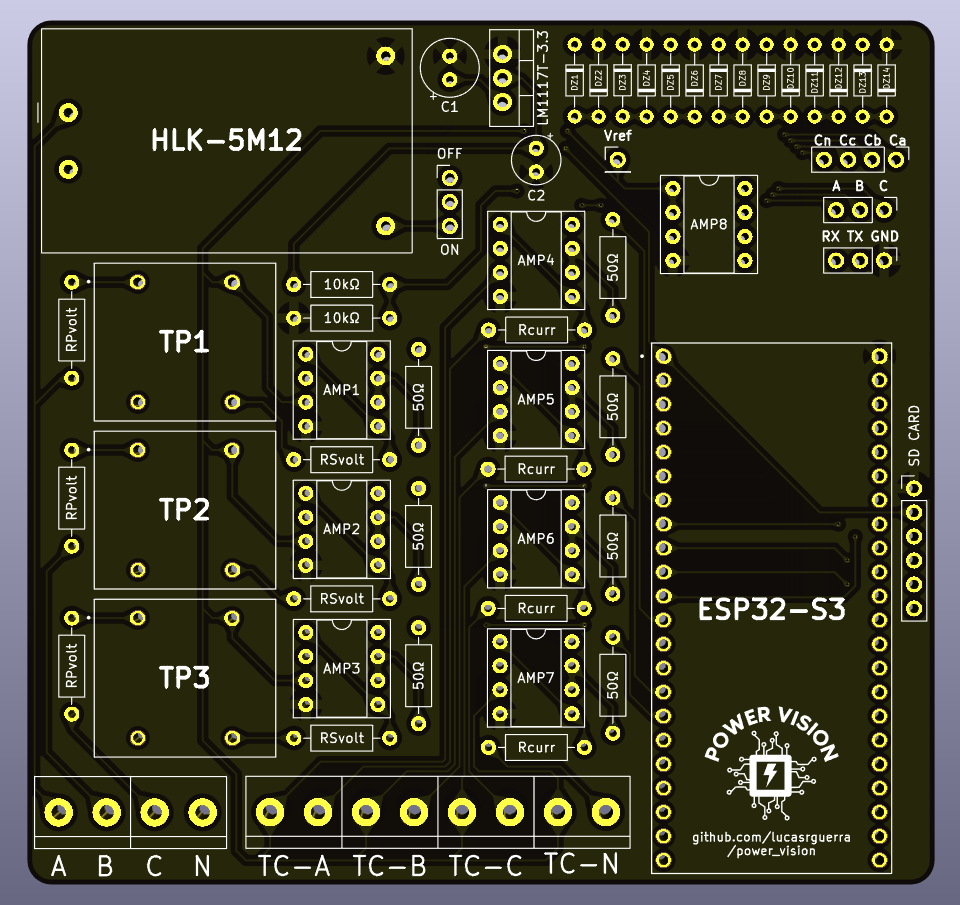 HLK-5M12
+
C1
LM1117T-3.3
DZ1
DZ2
DZ3
DZ4
DZ5
DZ6
DZ7
DZ8
DZ9
DZ10
DZ11
DZ12
DZ13
DZ14
OFF
ON
+
C2
Vref
Cn Cc Cb Ca
A B C
RX TX GND
AMP8
AMP4
50Ω
10kΩ
10kΩ
Rcurr
RPvolt
TP1
AMP1
50Ω
AMP5
50Ω
RSvolt
Rcurr
SD CARD
RPvolt
TP2
AMP2
50Ω
AMP6
50Ω
RSvolt
Rcurr
ESP32-S3
RPvolt
TP3
AMP3
50Ω
AMP7
50Ω
RSvolt
Rcurr
POWER VISION
github.com/lucasrguerra
/power_vision
A B C N
TC-A TC-B TC-C TC-N